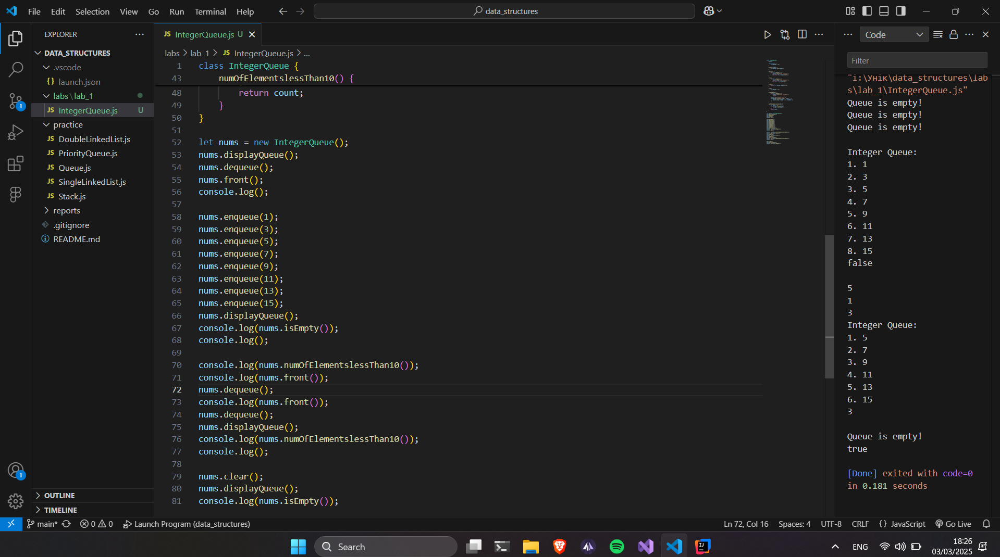 File Edit Selection View Go Run Terminal Help
data_structures
EXPLORER
DATA_STRUCTURES
.vscode
launch.json
labs\lab_1
JS IntegerQueue.js U
practice
JS DoubleLinkedList.js
JS PriorityQueue.js
JS Queue.js
JS SingleLinkedList.js
JS Stack.js
reports
.gitignore
README.md
OUTLINE
TIMELINE
1
1
JS IntegerQueue.js U
labs > lab_1 > JS IntegerQueue.js > ...
1 class IntegerQueue {
43 numOfElementslessThan10() {
48 return count;
49 }
50 }
51
52 let nums = new IntegerQueue();
53 nums.displayQueue();
54 nums.dequeue();
55 nums.front();
56 console.log();
57
58 nums.enqueue(1);
59 nums.enqueue(3);
60 nums.enqueue(5);
61 nums.enqueue(7);
62 nums.enqueue(9);
63 nums.enqueue(11);
64 nums.enqueue(13);
65 nums.enqueue(15);
66 nums.displayQueue();
67 console.log(nums.isEmpty());
68 console.log();
69
70 console.log(nums.numOfElementslessThan10());
71 console.log(nums.front());
72 nums.dequeue();
73 console.log(nums.front());
74 nums.dequeue();
75 nums.displayQueue();
76 console.log(nums.numOfElementslessThan10());
77 console.log();
78
79 nums.clear();
80 nums.displayQueue();
81 console.log(nums.isEmpty());
Code
Filter
"i:\Унік\data_structures\lab
s\lab_1\IntegerQueue.js"
Queue is empty!
Queue is empty!
Queue is empty!
Integer Queue:
1. 1
2. 3
3. 5
4. 7
5. 9
6. 11
7. 13
8. 15
false
5
1
3
Integer Queue:
1. 5
2. 7
3. 9
4. 11
5. 13
6. 15
3
Queue is empty!
true
[Done] exited with code=0
in 0.181 seconds
main* 0 0 Launch Program (data_structures)
Ln 72, Col 16 Spaces: 4 UTF-8 CRLF {} JavaScript Go Live
Search
IJ
ENG
18:26
03/03/2025